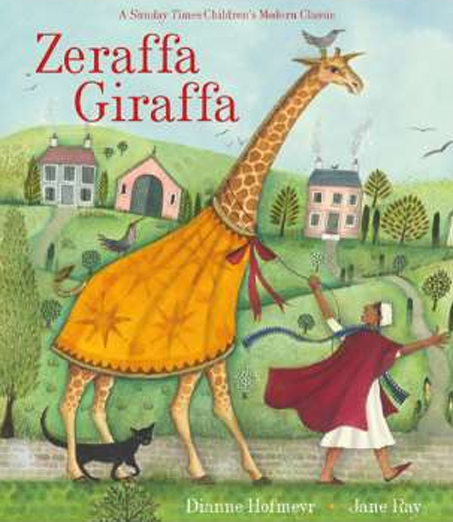 A Sunday Times Children's Modern Classic
Zeraffa
Giraffa
Dianne Hofmeyr • Jane Ray